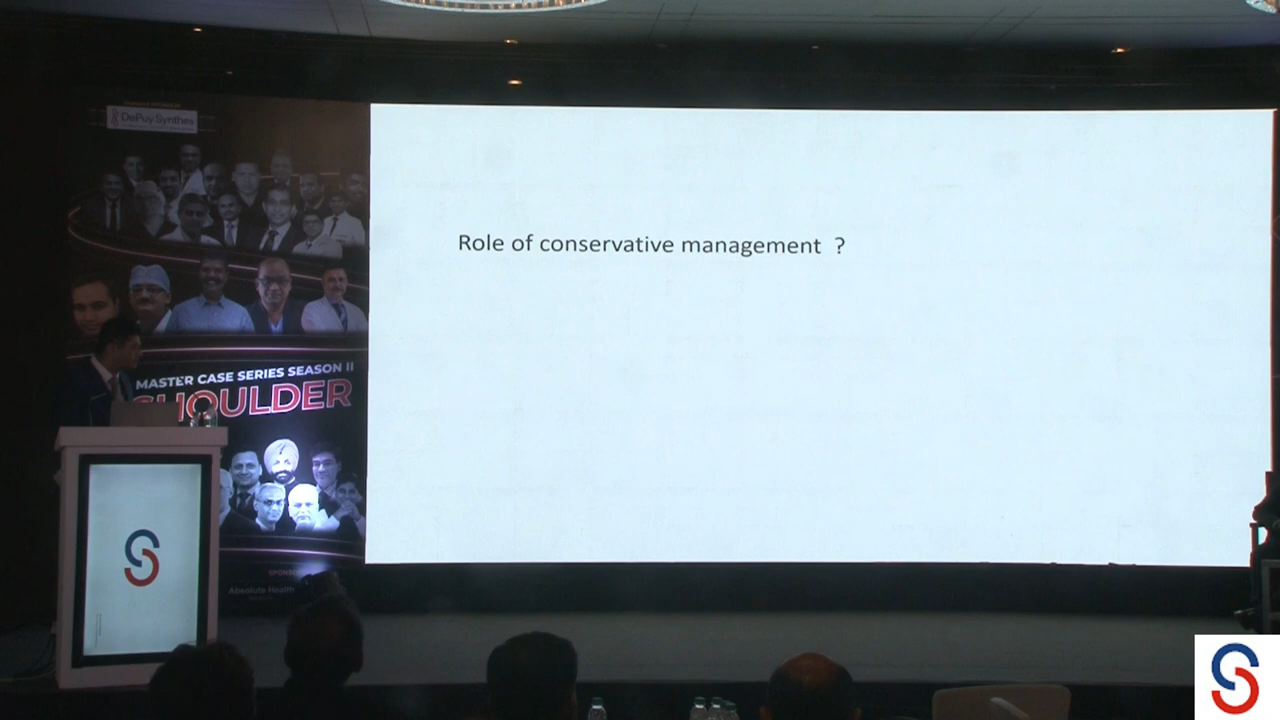 DePuy Synthes
Role of conservative management ?
MASTER CASE SERIES SEASON II
SHOULDER
Absolute Health